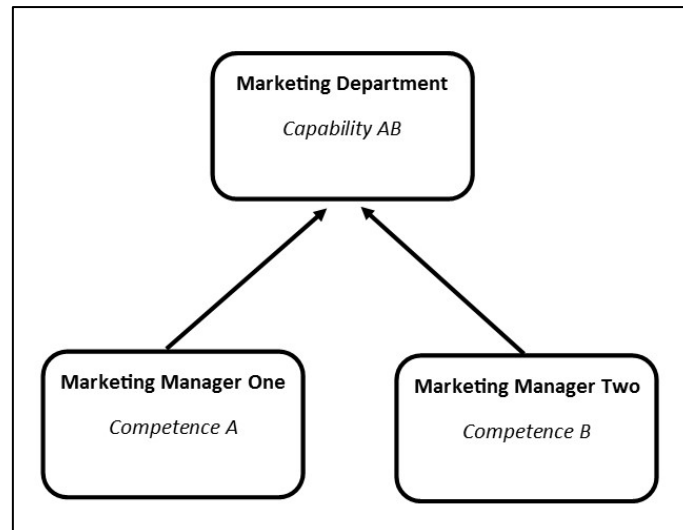 Marketing Department
Capability AB
Marketing Manager One
Competence A
Marketing Manager Two
Competence B